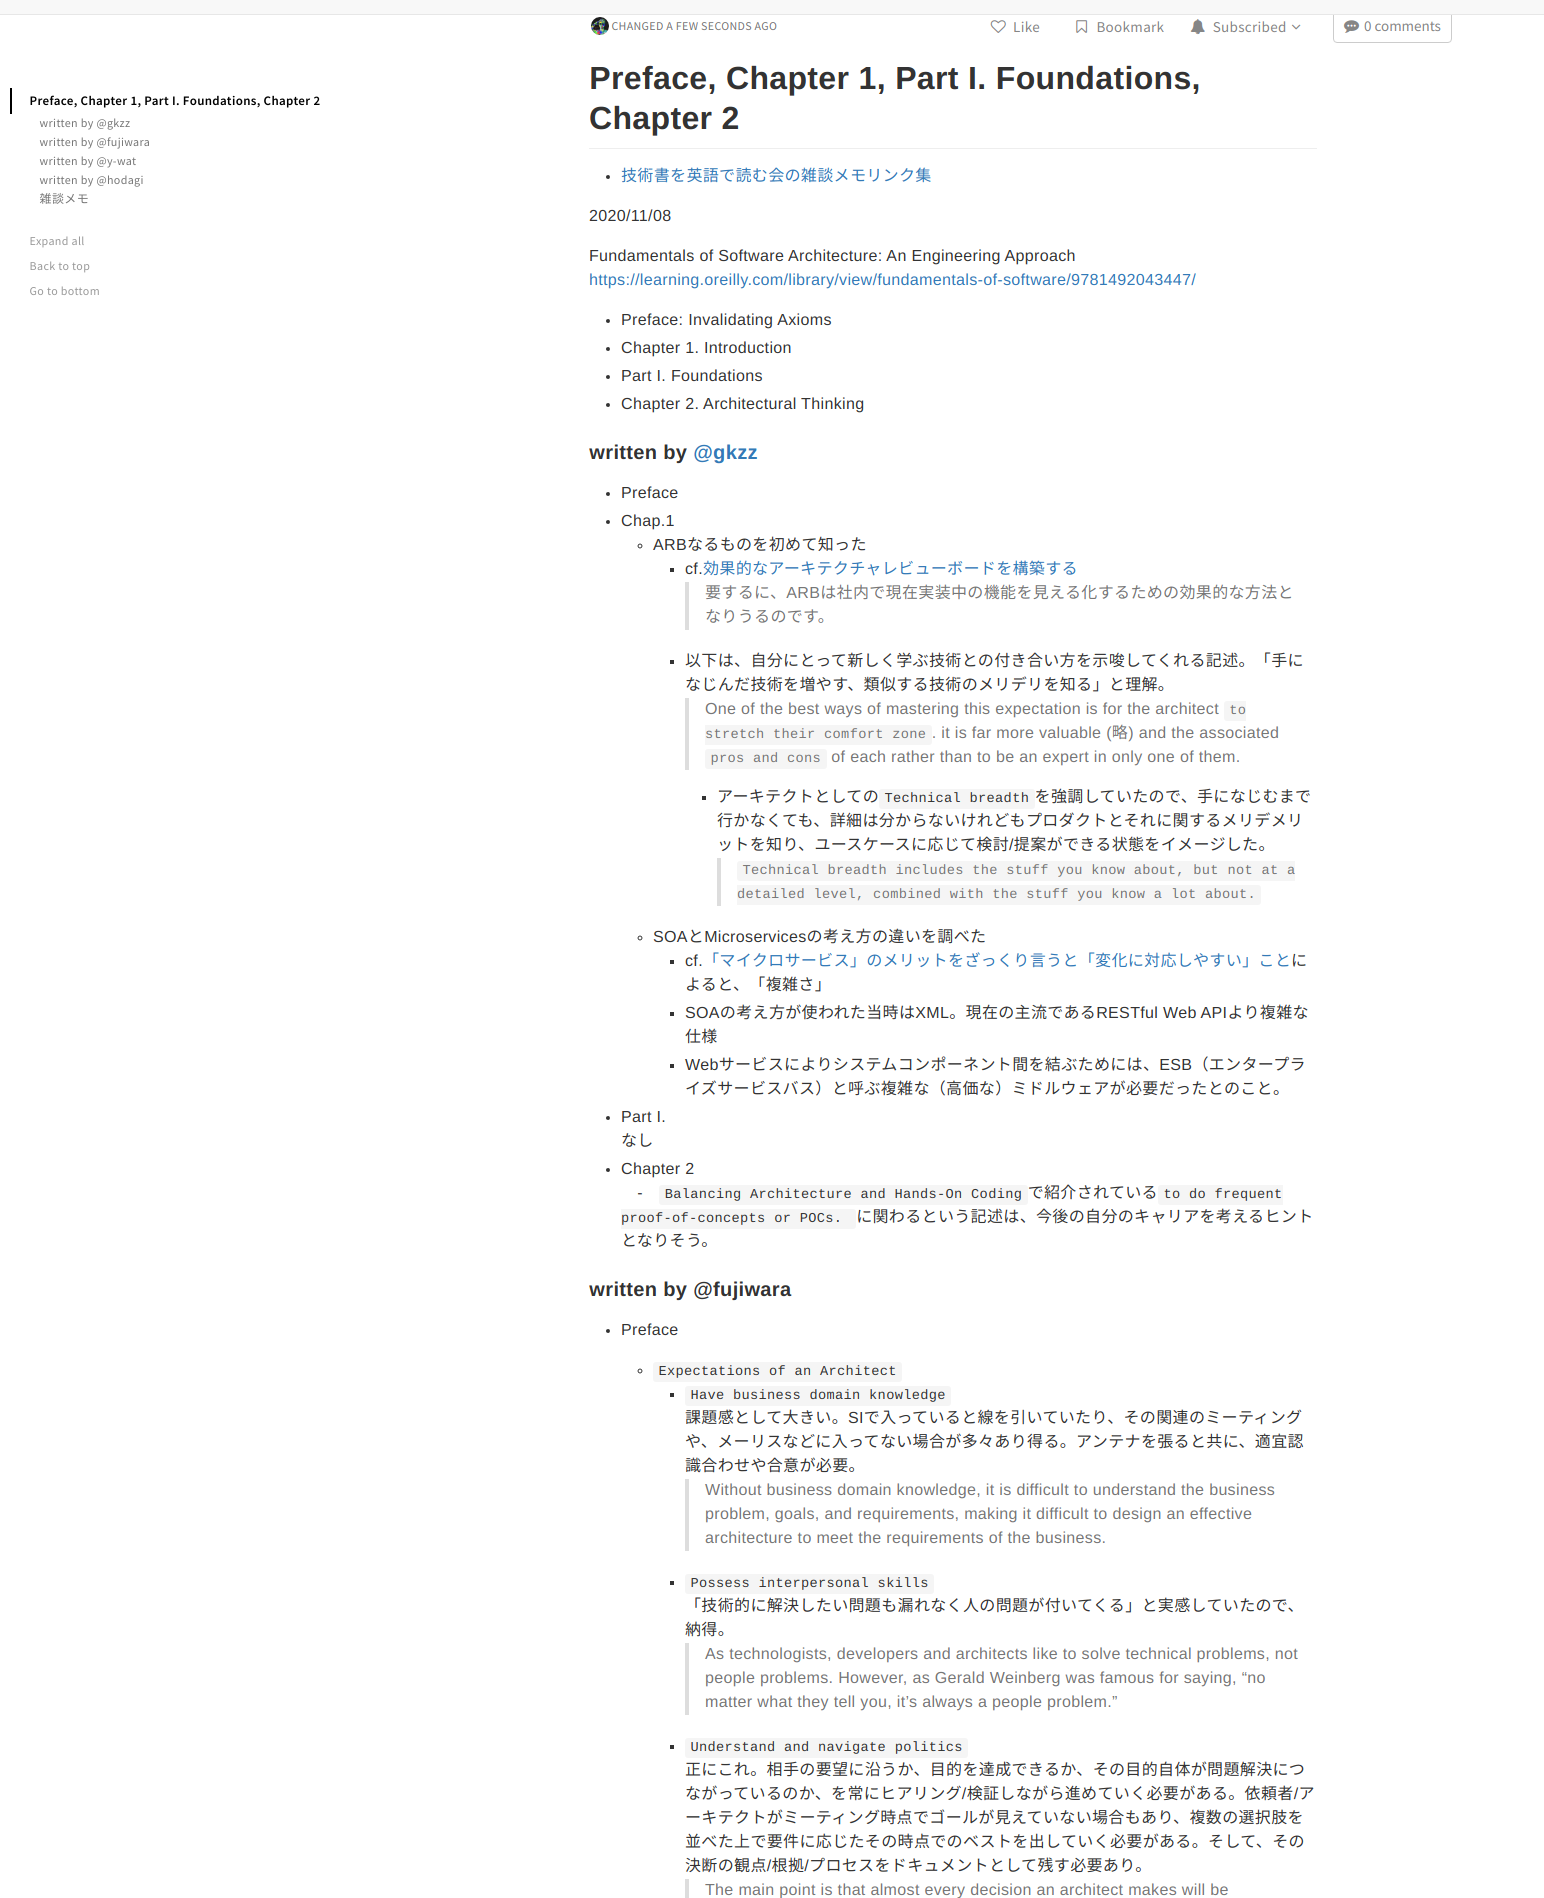 CHANGED A FEW SECONDS AGO
Like
Bookmark
Subscribed
0 comments
Preface, Chapter 1, Part I. Foundations, Chapter 2
written by @gkzz
written by @fujiwara
written by @y-wat
written by @hodagi
雑談メモ
Expand all
Back to top
Go to bottom
Preface, Chapter 1, Part I. Foundations,
Chapter 2
技術書を英語で読む会の雑談メモリンク集
2020/11/08
Fundamentals of Software Architecture: An Engineering Approach
https://learning.oreilly.com/library/view/fundamentals-of-software/9781492043447/
Preface: Invalidating Axioms
Chapter 1. Introduction
Part I. Foundations
Chapter 2. Architectural Thinking
written by @gkzz
Preface
Chap.1
ARBなるものを初めて知った
cf.効果的なアーキテクチャレビューボードを構築する
要するに、ARBは社内で現在実装中の機能を見える化するための効果的な方法と
なりうるのです。
以下は、自分にとって新しく学ぶ技術との付き合い方を示唆してくれる記述。「手に
なじんだ技術を増やす、類似する技術のメリデリを知る」と理解。
One of the best ways of mastering this expectation is for the architect to
stretch their comfort zone. it is far more valuable (略) and the associated
pros and cons of each rather than to be an expert in only one of them.
アーキテクトとしてのTechnical breadthを強調していたので、手になじむまで
行かなくても、詳細は分からないけれどもプロダクトとそれに関するメリデメリ
ットを知り、ユースケースに応じて検討/提案ができる状態をイメージした。
Technical breadth includes the stuff you know about, but not at a
detailed level, combined with the stuff you know a lot about.
SOAとMicroservicesの考え方の違いを調べた
cf.「マイクロサービス」のメリットをざっくり言うと「変化に対応しやすい」ことに
よると、「複雑さ」
SOAの考え方が使われた当時はXML。現在の主流であるRESTful Web APIより複雑な
仕様
Webサービスによりシステムコンポーネント間を結ぶためには、ESB（エンタープラ
イズサービスバス）と呼ぶ複雑な（高価な）ミドルウェアが必要だったとのこと。
Part I.
なし
Chapter 2
- Balancing Architecture and Hands-On Codingで紹介されているto do frequent
proof-of-concepts or POCs. に関わるという記述は、今後の自分のキャリアを考えるヒント
となりそう。
written by @fujiwara
Preface
Expectations of an Architect
Have business domain knowledge
課題感として大きい。SIで入っていると線を引いていたり、その関連のミーティング
や、メーリスなどに入ってない場合が多々あり得る。アンテナを張ると共に、適宜認
識合わせや合意が必要。
Without business domain knowledge, it is difficult to understand the business
problem, goals, and requirements, making it difficult to design an effective
architecture to meet the requirements of the business.
Possess interpersonal skills
「技術的に解決したい問題も漏れなく人の問題が付いてくる」と実感していたので、
納得。
As technologists, developers and architects like to solve technical problems, not
people problems. However, as Gerald Weinberg was famous for saying, “no
matter what they tell you, it’s always a people problem.”
Understand and navigate politics
正にこれ。相手の要望に沿うか、目的を達成できるか、その目的自体が問題解決につ
ながっているのか、を常にヒアリング/検証しながら進めていく必要がある。依頼者/ア
ーキテクトがミーティング時点でゴールが見えていない場合もあり、複数の選択肢を
並べた上で要件に応じたその時点でのベストを出していく必要がある。そして、その
決断の観点/根拠/プロセスをドキュメントとして残す必要あり。
The main point is that almost every decision an architect makes will be